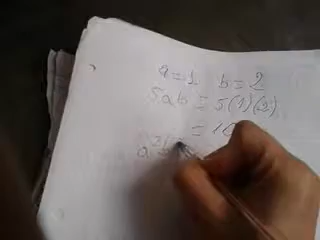 a = 1 b = 2
5ab = 5(1)(2)
= 10
a